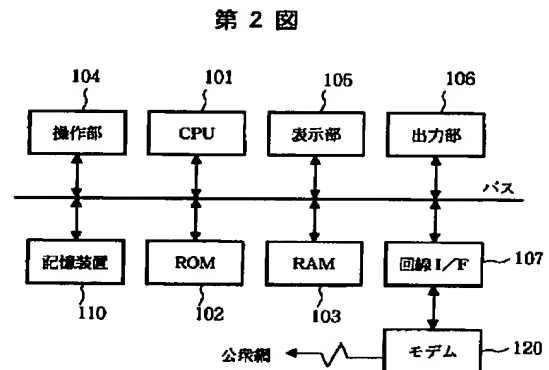 第 2 図
104 101 105 106
操作部 CPU 表示部 出力部
バス
記憶装置 ROM RAM 回線I/F 107
110 102 103
公衆網 モデム 120